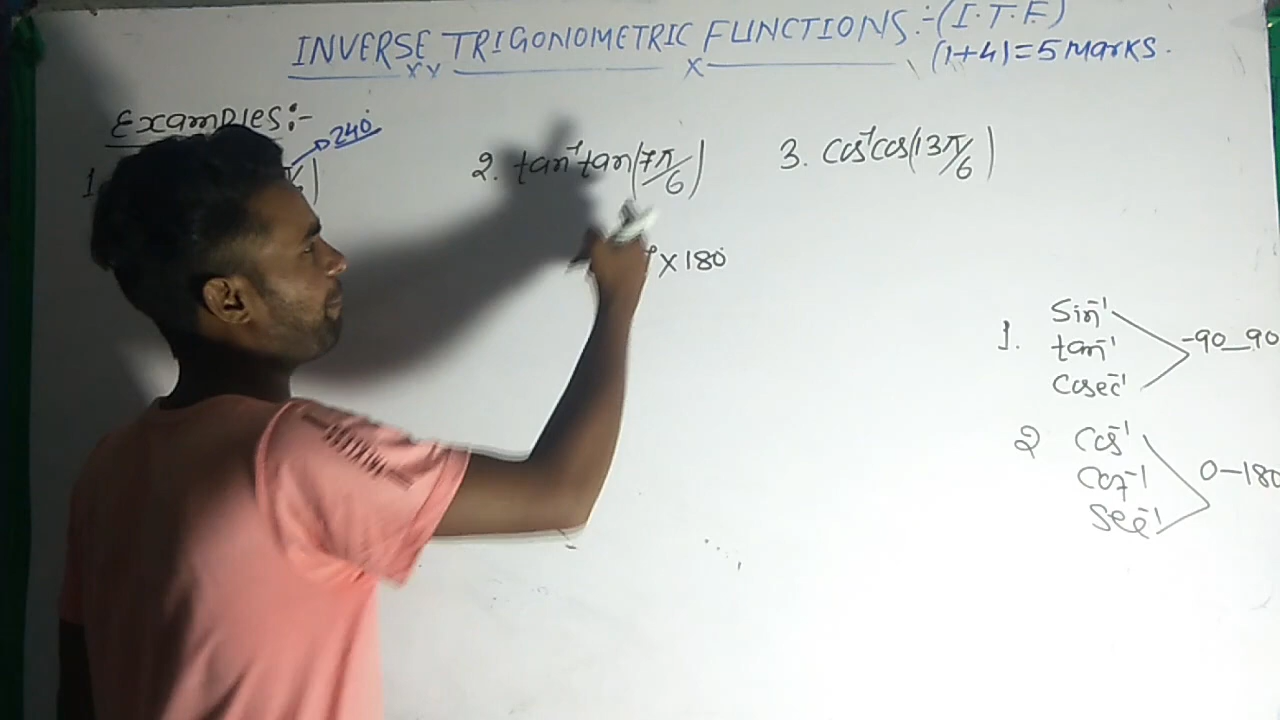 INVERSE TRIGONOMETRIC FUNCTIONS:-(I.T.F.)
(1+4)=5 Marks.
Examples:-
240°
1.
2. tan⁻¹tan(7π/6)
3. Cos⁻¹cos(13π/6)
×180°
1. Sin⁻¹
tan⁻¹
Cosec⁻¹
-90_90
2 Cos⁻¹
Cot⁻¹
Sec⁻¹
0-180